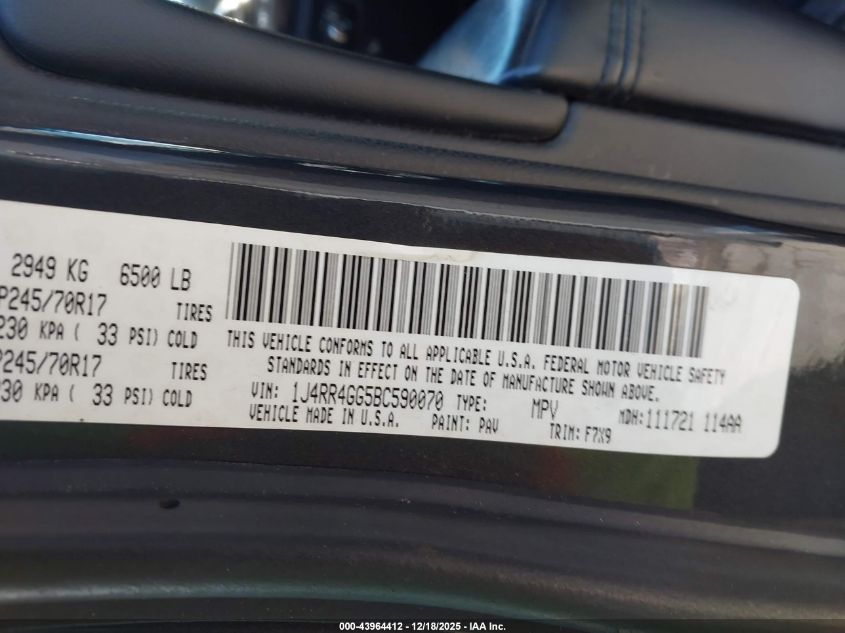 2949 KG 6500 LB
P245/70R17 TIRES
230 KPA ( 33 PSI) COLD
P245/70R17 TIRES
230 KPA ( 33 PSI) COLD
THIS VEHICLE CONFORMS TO ALL APPLICABLE U.S.A. FEDERAL MOTOR VEHICLE SAFETY
STANDARDS IN EFFECT ON THE DATE OF MANUFACTURE SHOWN ABOVE.
VIN: 1J4RR4GG5BC590070 TYPE: MPV MDH:111721 114AA
VEHICLE MADE IN U.S.A. PAINT: PAV TRIM: F7X9
000-43964412 - 12/18/2025 - IAA Inc.